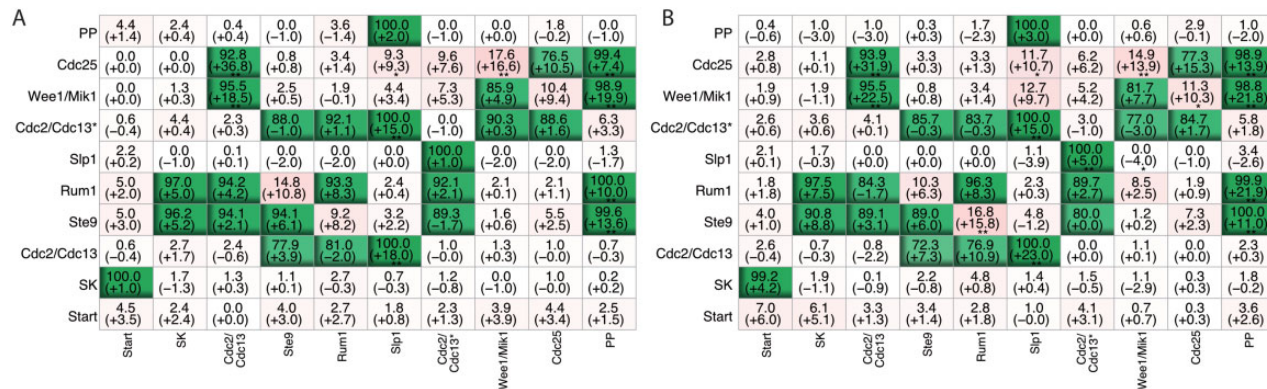 A
PP 4.4 2.4 0.4 0.0 3.6 100.0 0.0 0.0 1.8 0.0
(+1.4) (+0.4) (+0.4) (−1.0) (−1.4) (+2.0) (−1.0) (+0.0) (−0.2) (−1.0)
Cdc25 0.0 0.0 92.8 0.8 3.4 9.3 9.6 17.6 76.5 99.4
(+0.0) (+0.0) (+36.8) (+0.8) (+1.4) (+9.3) (+7.6) (+16.6) (+10.5) (+7.4)
** * ** **
Wee1/Mik1 0.0 1.3 95.5 2.5 1.9 4.4 7.3 85.9 10.4 98.9
(+0.0) (+0.3) (+18.5) (+0.5) (−0.1) (+3.4) (+5.3) (+4.9) (+9.4) (+19.9)
** **
Cdc2/Cdc13* 0.6 4.4 2.3 88.0 92.1 100.0 0.0 90.3 88.6 6.3
(−0.4) (+0.4) (+0.3) (−1.0) (+1.1) (+15.0) (−1.0) (+0.3) (+1.6) (+3.3)
**
Slp1 2.2 0.0 0.1 0.0 0.0 0.0 100.0 0.0 0.0 1.3
(+0.2) (−1.0) (+0.1) (−2.0) (−2.0) (+0.0) (+1.0) (−2.0) (−2.0) (−1.7)
Rum1 5.0 97.0 94.2 14.8 93.3 2.4 92.1 2.1 2.1 100.0
(+2.0) (+5.0) (+4.2) (+10.8) (+8.3) (+0.4) (+2.1) (+0.1) (+1.1) (+10.0)
**
Ste9 5.0 96.2 94.1 94.1 9.2 3.2 89.3 1.6 5.5 99.6
(+3.0) (+5.2) (+2.1) (+6.1) (+8.2) (+2.2) (−1.7) (+0.6) (+2.5) (+13.6)
**
Cdc2/Cdc13 0.6 2.7 2.4 77.9 81.0 100.0 1.0 1.3 1.0 0.3
(−0.4) (+1.7) (−0.6) (+3.9) (−2.0) (+18.0) (−0.0) (+0.3) (−0.0) (−0.7)
**
SK 100.0 1.7 1.3 1.1 2.7 0.7 1.2 1.0 0.0 0.2
(+1.0) (−1.3) (+0.3) (+0.1) (−0.3) (−0.3) (−0.8) (−1.0) (−0.0) (+0.2)
Start 4.5 2.4 0.0 4.0 2.7 1.8 2.3 3.9 4.4 2.5
(+3.5) (+2.4) (+0.0) (+3.0) (+2.7) (+0.8) (+1.3) (+3.9) (+3.4) (+1.5)
Start SK Cdc2/ Cdc13 Ste9 Rum1 Slp1 Cdc2/ Cdc13* Wee1/Mik1 Cdc25 PP
B
PP 0.4 1.0 1.0 0.3 1.7 100.0 0.0 0.6 2.9 1.0
(−0.6) (−3.0) (−3.0) (+0.3) (−2.3) (+3.0) (−1.0) (−0.6) (−0.1) (−2.0)
Cdc25 2.8 1.1 93.9 3.3 3.3 11.7 6.2 14.9 77.3 98.9
(+0.8) (+0.1) (+31.9) (+0.3) (+1.3) (+10.7) (+6.2) (+13.9) (+15.3) (+13.9)
** * ** **
Wee1/Mik1 1.9 1.9 95.5 0.8 3.4 12.7 5.2 81.7 11.3 98.8
(+0.9) (−1.1) (+22.5) (+0.8) (+1.4) (+9.7) (+4.2) (+7.7) (+10.3) (+21.8)
** * **
Cdc2/Cdc13* 2.6 3.6 4.1 85.7 83.7 100.0 3.0 77.0 84.7 5.8
(+0.6) (+0.6) (+0.1) (−0.3) (−0.3) (+15.0) (−1.0) (−3.0) (+1.7) (+1.8)
**
Slp1 2.1 1.7 0.0 0.0 0.0 1.1 100.0 0.0 0.0 3.4
(+0.1) (−0.3) (+0.0) (+0.0) (+0.0) (−3.9) (+5.0) (−4.0) (−1.0) (−2.6)
** *
Rum1 1.8 97.5 84.3 10.3 96.3 2.3 89.7 8.5 1.9 99.9
(+1.8) (+7.5) (−1.7) (+6.3) (+8.3) (+0.3) (+2.7) (+2.5) (+0.9) (+21.9)
**
Ste9 4.0 90.8 89.1 89.0 16.8 4.8 80.0 1.2 7.3 100.0
(+1.0) (+0.3) (+3.1) (+6.0) (+15.8) (−1.2) (+0.0) (+0.2) (+2.3) (+11.0)
** **
Cdc2/Cdc13 2.6 0.7 0.8 72.3 76.9 100.0 0.0 1.1 0.0 2.3
(−0.4) (−0.3) (−2.2) (+7.3) (+10.9) (+23.0) (−0.0) (+0.1) (−0.0) (+0.3)
**
SK 99.2 1.9 0.1 2.2 4.8 1.4 1.5 1.1 0.3 1.8
(+4.2) (−1.1) (−0.9) (−0.8) (+0.8) (+0.4) (−0.5) (−2.9) (+0.3) (−0.2)
Start 7.0 6.1 3.3 3.4 2.8 1.0 4.1 0.7 0.3 3.6
(+6.0) (+5.1) (+1.3) (+1.4) (+1.8) (−0.0) (+3.1) (+0.7) (+0.3) (+2.6)
Start SK Cdc2/ Cdc13 Ste9 Rum1 Slp1 Cdc2/ Cdc13* Wee1/Mik1 Cdc25 PP